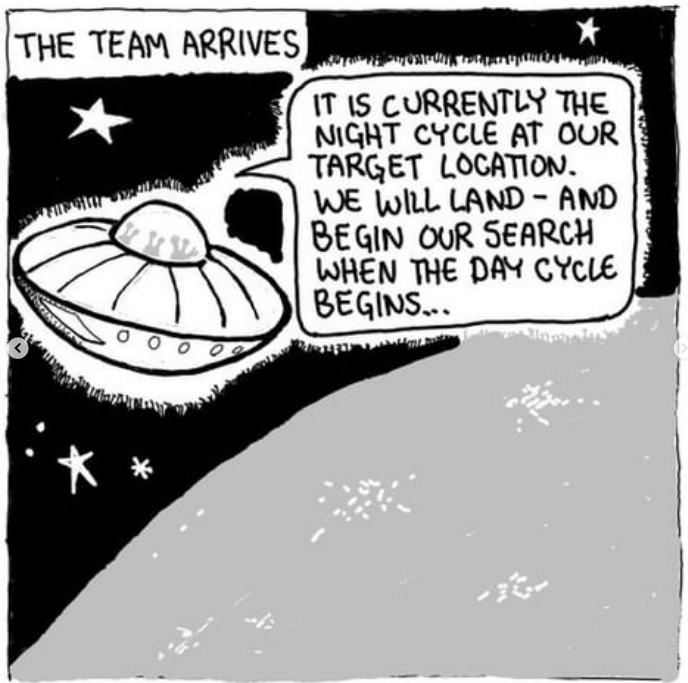 THE TEAM ARRIVES
IT IS CURRENTLY THE
NIGHT CYCLE AT OUR
TARGET LOCATION.
WE WILL LAND - AND
BEGIN OUR SEARCH
WHEN THE DAY CYCLE
BEGINS...